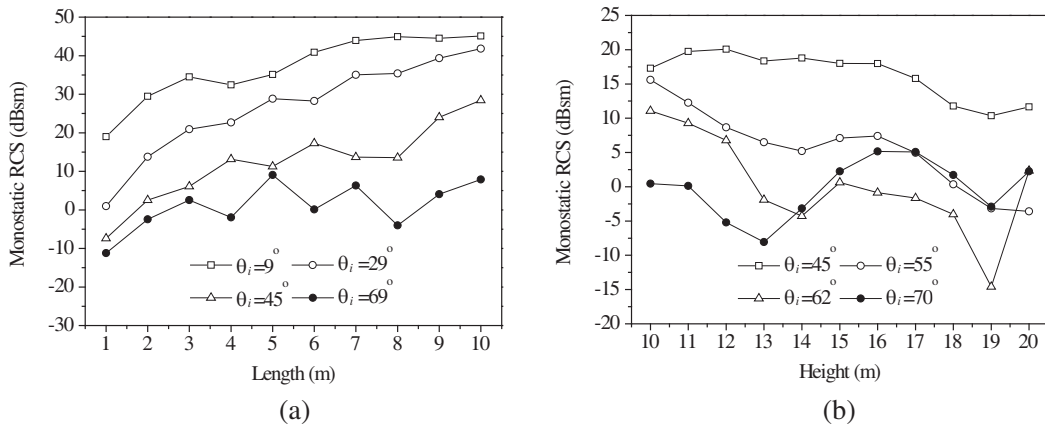 50
40
30
20
10
0
-10
-20
-30
Monostatic RCS (dBsm)
θi=9° θi=29°
θi=45° θi=69°
1 2 3 4 5 6 7 8 9 10
Length (m)
(a)
25
20
15
10
5
0
-5
-10
-15
-20
Monostatic RCS (dBsm)
θi=45° θi=55°
θi=62° θi=70°
10 11 12 13 14 15 16 17 18 19 20
Height (m)
(b)